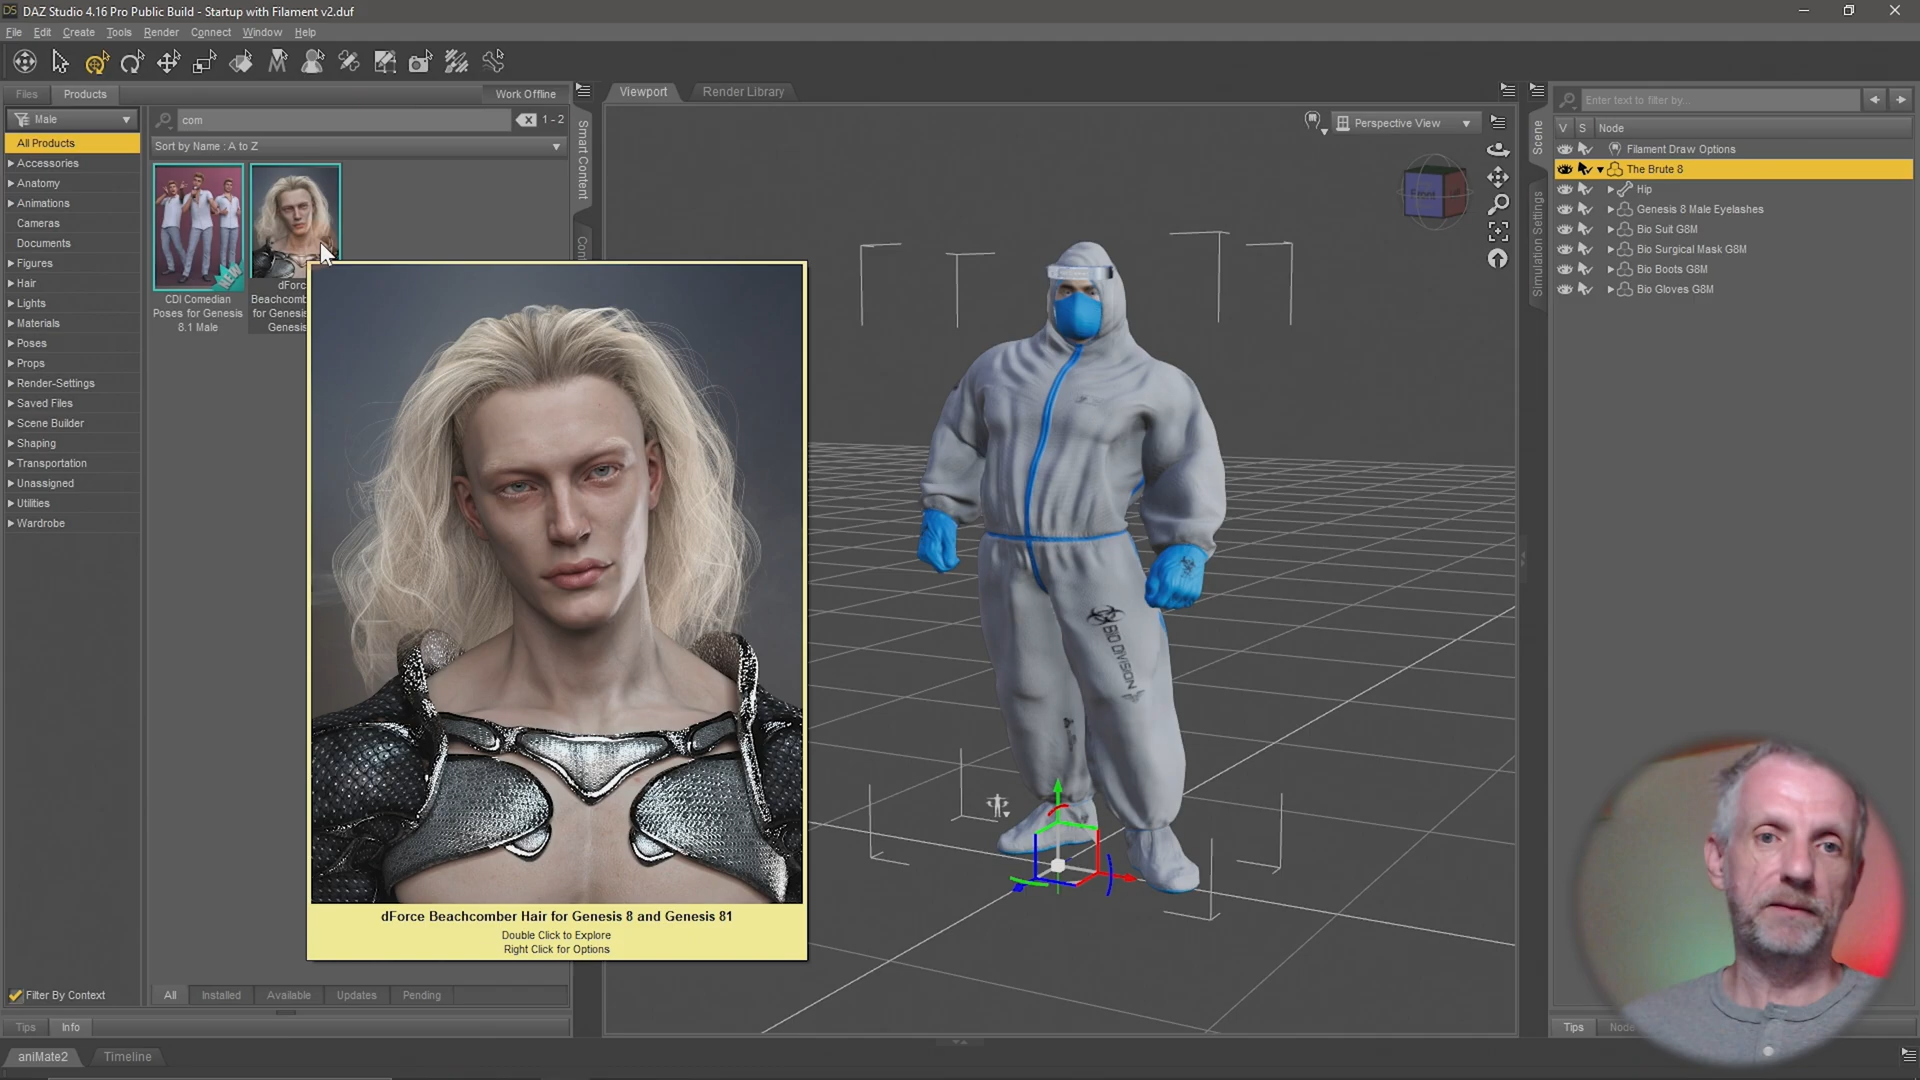 DAZ Studio 4.16 Pro Public Build - Startup with Filament v2.duf
File Edit Create Tools Render Connect Window Help
Files Products Work Offline
Male
com
1 - 2
Sort by Name : A to Z
All Products
Accessories
Anatomy
Animations
Cameras
Documents
Figures
Hair
Lights
Materials
Poses
Props
Render-Settings
Saved Files
Scene Builder
Shaping
Transportation
Unassigned
Utilities
Wardrobe
Filter By Context
NEW
CDI Comedian
Poses for Genesis
8.1 Male
dForc
Beachcomb
for Genesis
Genesis
dForce Beachcomber Hair for Genesis 8 and Genesis 81
Double Click to Explore
Right Click for Options
All Installed Available Updates Pending
Tips Info
aniMate2 Timeline
Smart Content
Con
Viewport Render Library
Perspective View
Front
BIO DIVISION
Scene
Simulation Settings
Enter text to filter by...
V S Node
Filament Draw Options
The Brute 8
Hip
Genesis 8 Male Eyelashes
Bio Suit G8M
Bio Surgical Mask G8M
Bio Boots G8M
Bio Gloves G8M
Tips Node